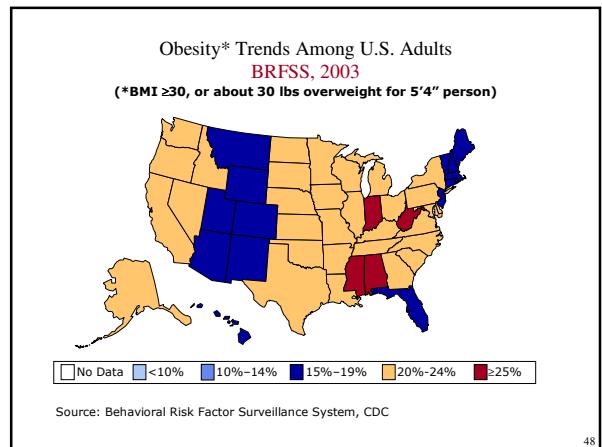 Obesity* Trends Among U.S. Adults
BRFSS, 2003
(*BMI ≥30, or about 30 lbs overweight for 5’4” person)
No Data <10% 10%–14% 15%–19% 20%-24% ≥25%
Source: Behavioral Risk Factor Surveillance System, CDC
48